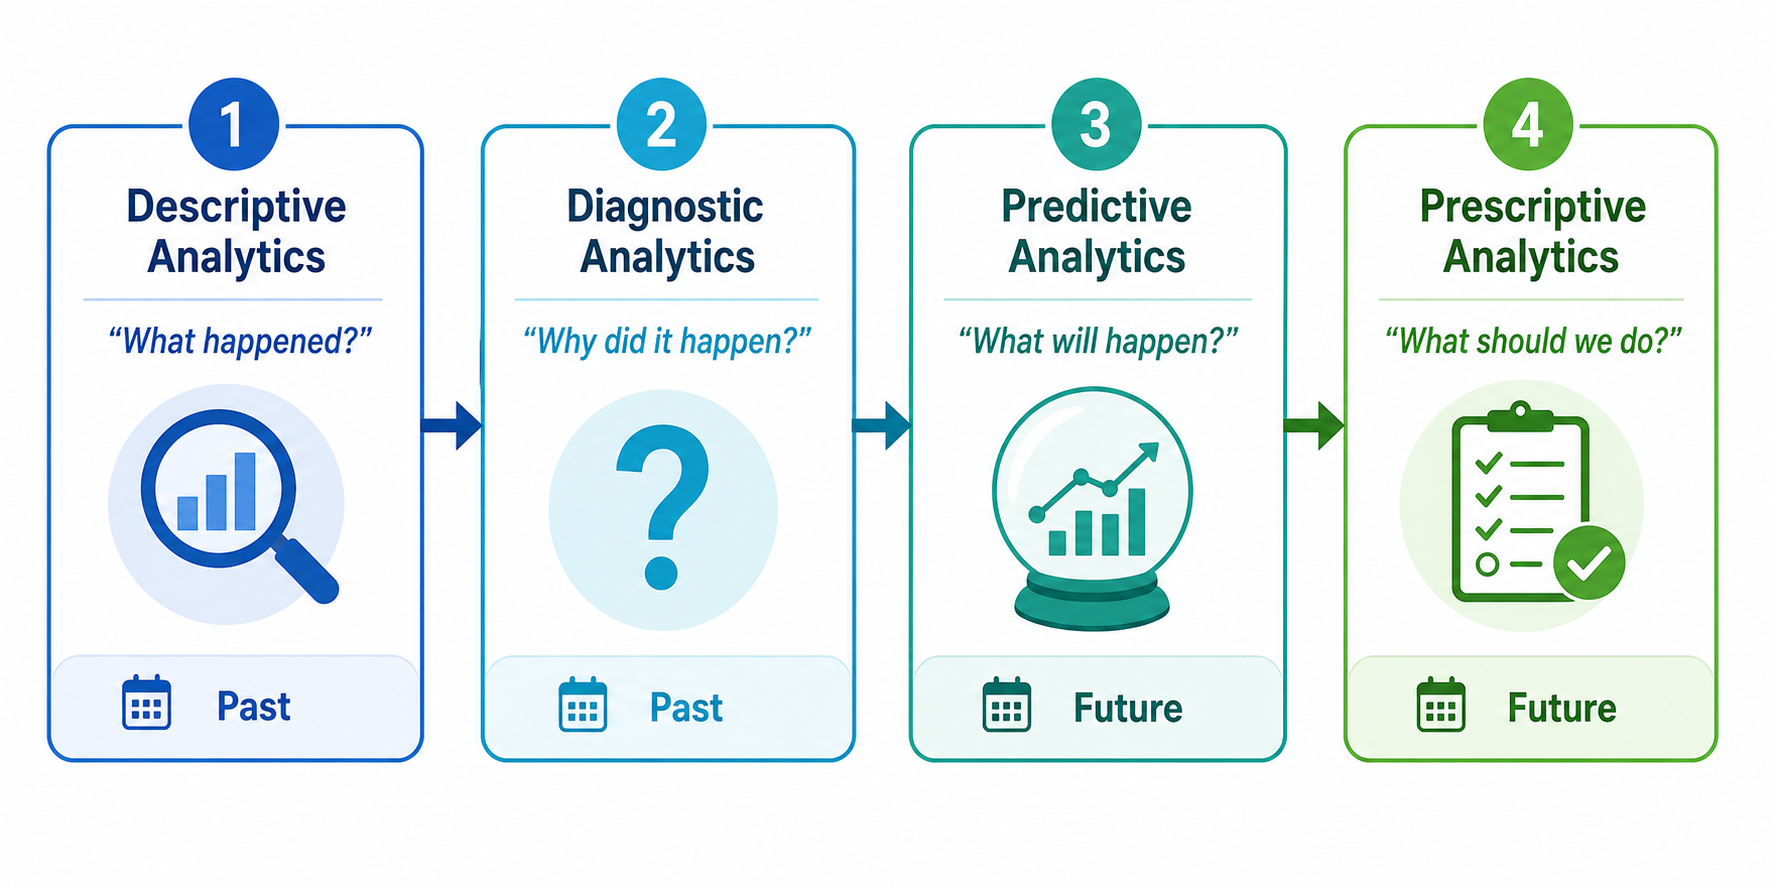 1
Descriptive
Analytics
“What happened?”
Past
2
Diagnostic
Analytics
“Why did it happen?”
Past
3
Predictive
Analytics
“What will happen?”
Future
4
Prescriptive
Analytics
“What should we do?”
Future